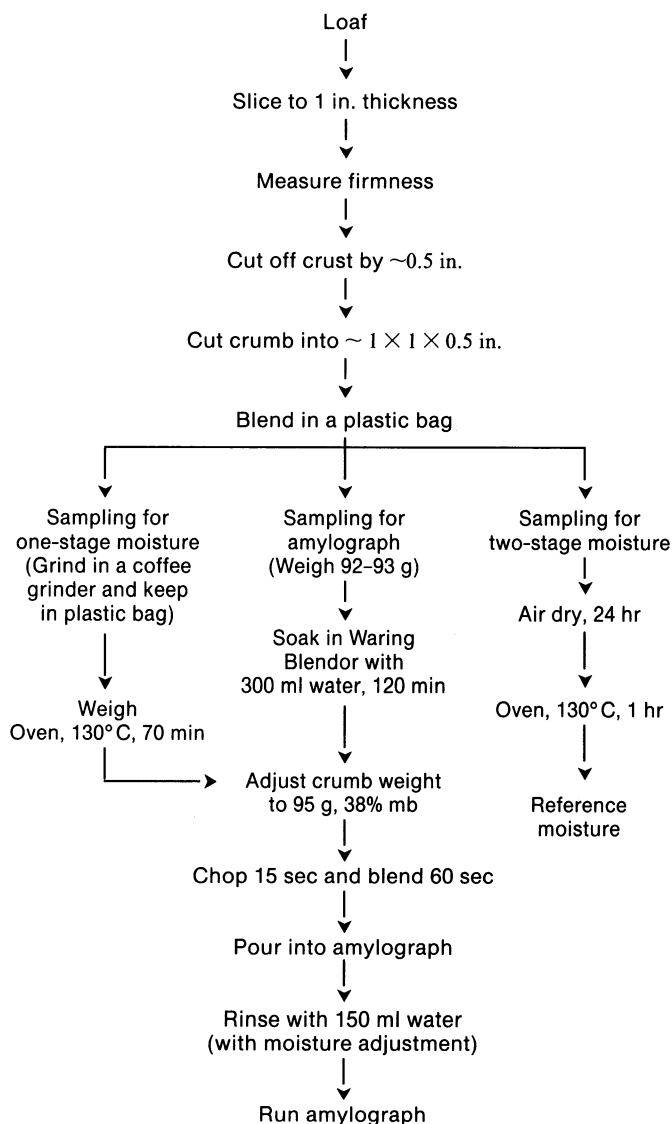 Loaf
Slice to 1 in. thickness
Measure firmness
Cut off crust by ~0.5 in.
Cut crumb into ~ 1 × 1 × 0.5 in.
Blend in a plastic bag
Sampling for
one-stage moisture
(Grind in a coffee
grinder and keep
in plastic bag)
Weigh
Oven, 130°C, 70 min
Sampling for
amylograph
(Weigh 92–93 g)
Soak in Waring
Blendor with
300 ml water, 120 min
Sampling for
two-stage moisture
Air dry, 24 hr
Oven, 130°C, 1 hr
Reference
moisture
Adjust crumb weight
to 95 g, 38% mb
Chop 15 sec and blend 60 sec
Pour into amylograph
Rinse with 150 ml water
(with moisture adjustment)
Run amylograph